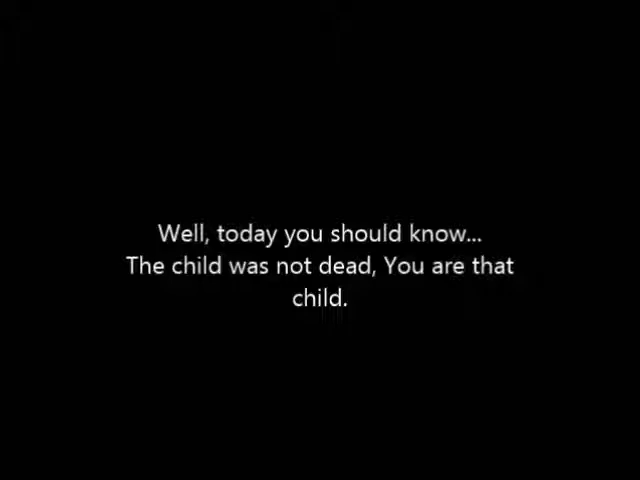 Well, today you should know...
The child was not dead, You are that
child.